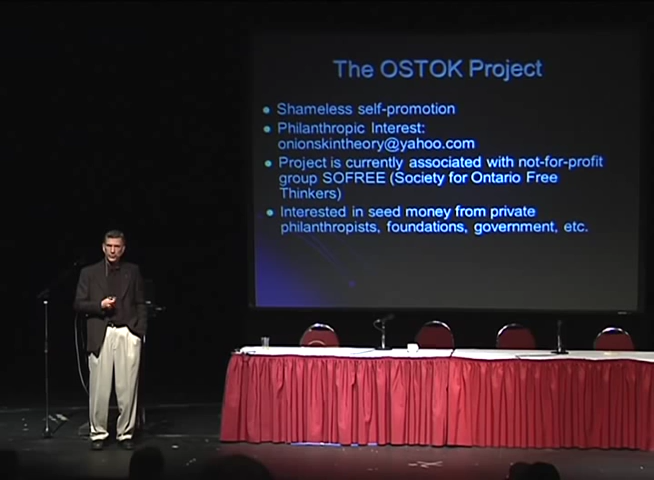 The OSTOK Project
Shameless self-promotion
Philanthropic Interest:
onionskintheory@yahoo.com
Project is currently associated with not-for-profit
group SOFREE (Society for Ontario Free
Thinkers)
Interested in seed money from private
philanthropists, foundations, government, etc.